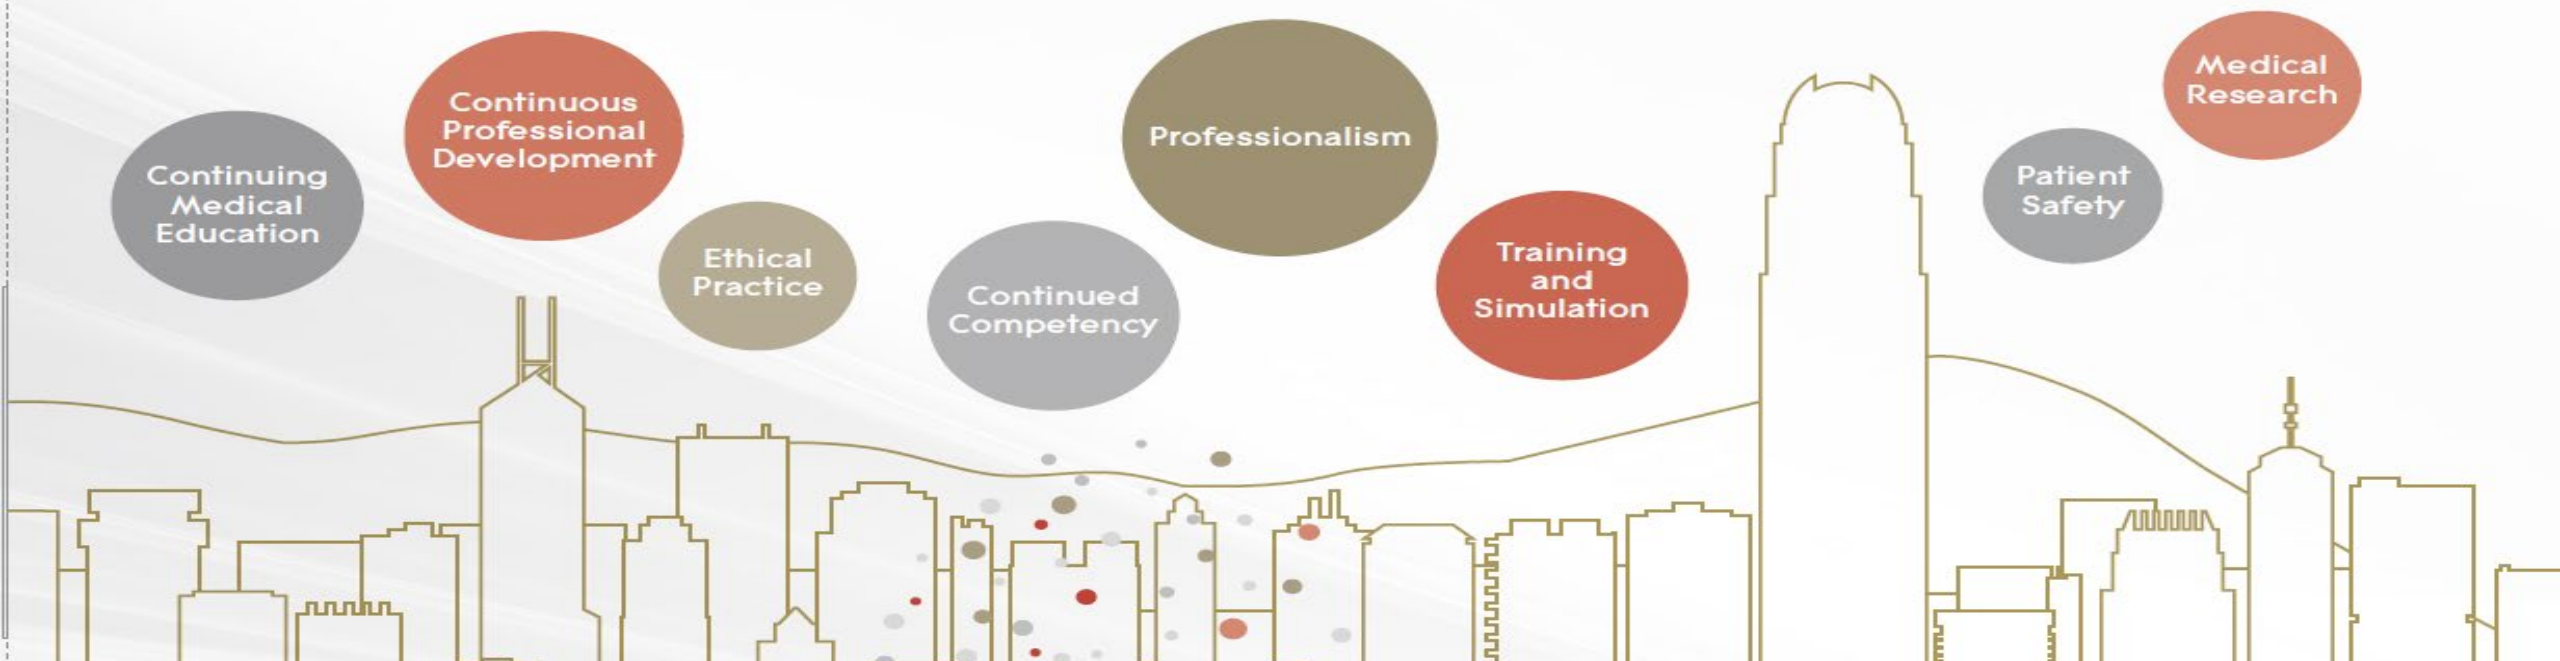 Continuing
Medical
Education
Continuous
Professional
Development
Ethical
Practice
Continued
Competency
Professionalism
Training
and
Simulation
Patient
Safety
Medical
Research